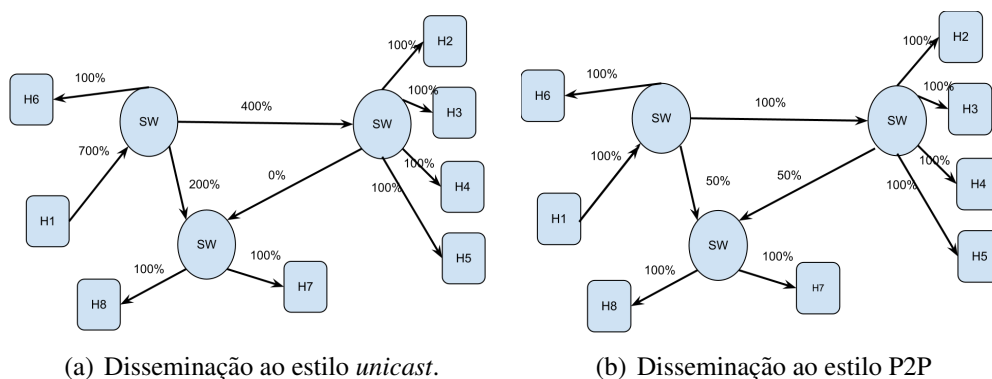 H2
100%
H6
100%
SW
400%
SW
100%
H3
700%
100%
H4
200%
0%
100%
H1
SW
H5
100%
100%
H8
H7
(a) Disseminação ao estilo unicast.
H2
100%
H6
100%
SW
100%
SW
100%
H3
100%
100%
H4
50%
50%
100%
H1
SW
H5
100%
100%
H8
H7
(b) Disseminação ao estilo P2P